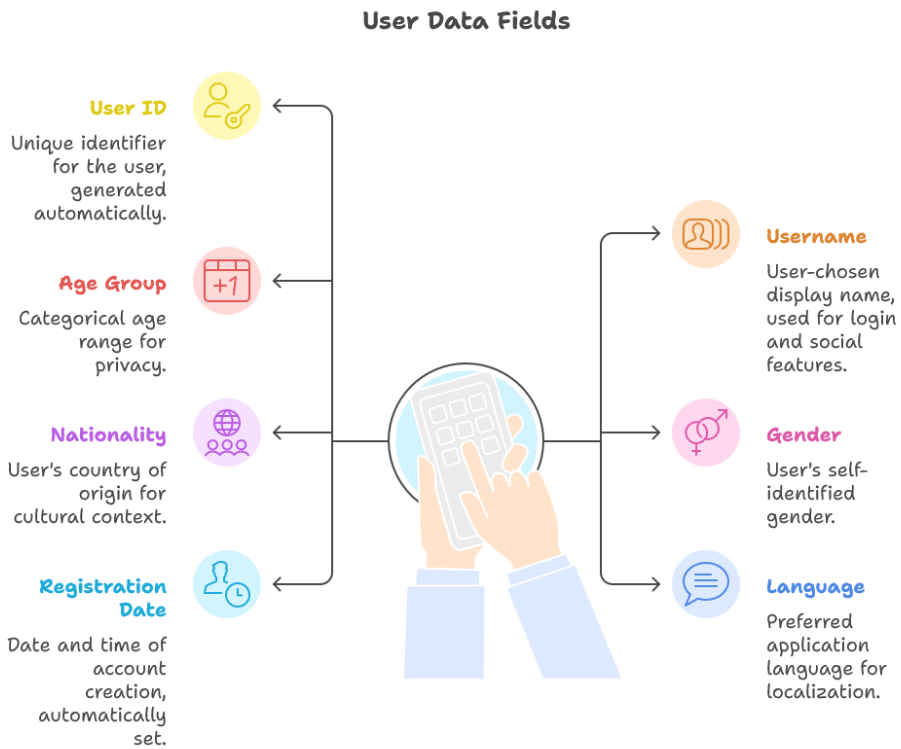 User Data Fields
User ID
Unique identifier
for the user,
generated
automatically.
Age Group
+1
Categorical age
range for
privacy.
Nationality
User's country of
origin for
cultural context.
Registration
Date
Date and time of
account
creation,
automatically
set.
Username
User-chosen
display name,
used for login
and social
features.
Gender
User's self-
identified
gender.
Language
Preferred
application
language for
localization.